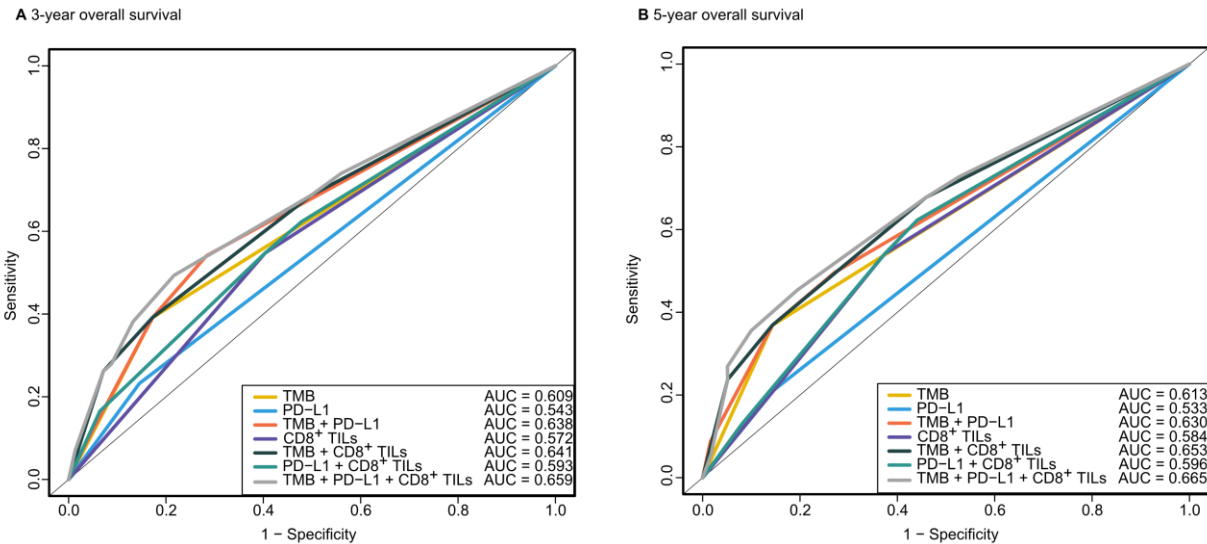 A 3-year overall survival
1.0
0.8
0.6
0.4
0.2
0.0
Sensitivity
TMB AUC = 0.609
PD-L1 AUC = 0.543
TMB + PD-L1 AUC = 0.638
CD8+ TILs AUC = 0.572
TMB + CD8+ TILs AUC = 0.641
PD-L1 + CD8+ TILs AUC = 0.593
TMB + PD-L1 + CD8+ TILs AUC = 0.659
0.0 0.2 0.4 0.6 0.8 1.0
1 - Specificity
B 5-year overall survival
1.0
0.8
0.6
0.4
0.2
0.0
Sensitivity
TMB AUC = 0.613
PD-L1 AUC = 0.533
TMB + PD-L1 AUC = 0.630
CD8+ TILs AUC = 0.584
TMB + CD8+ TILs AUC = 0.653
PD-L1 + CD8+ TILs AUC = 0.596
TMB + PD-L1 + CD8+ TILs AUC = 0.665
0.0 0.2 0.4 0.6 0.8 1.0
1 - Specificity